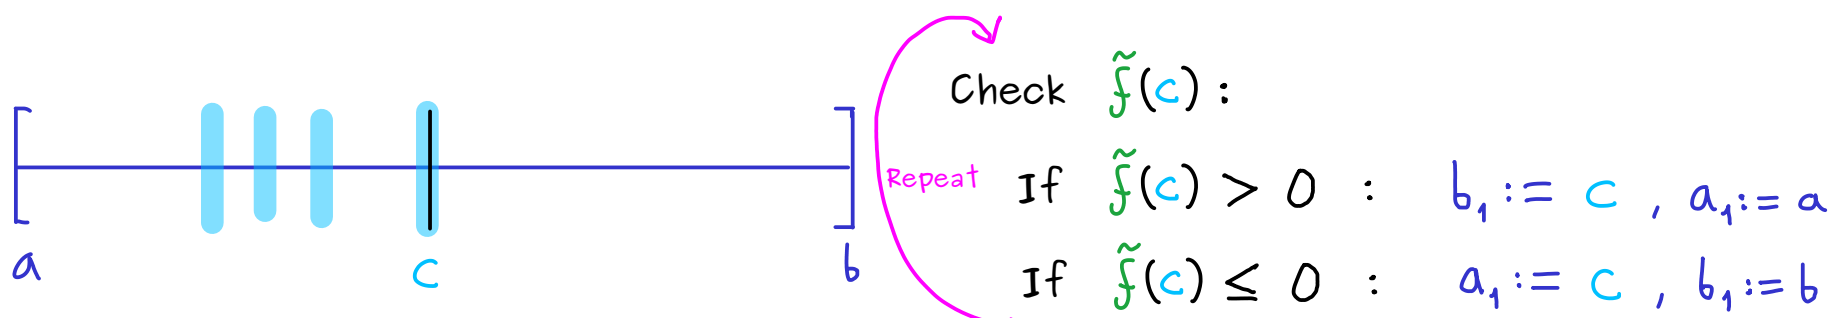 a
c
b
Repeat
Check f̃(c) :
If f̃(c) > 0 : b₁ := c , a₁ := a
If f̃(c) ≤ 0 : a₁ := c , b₁ := b